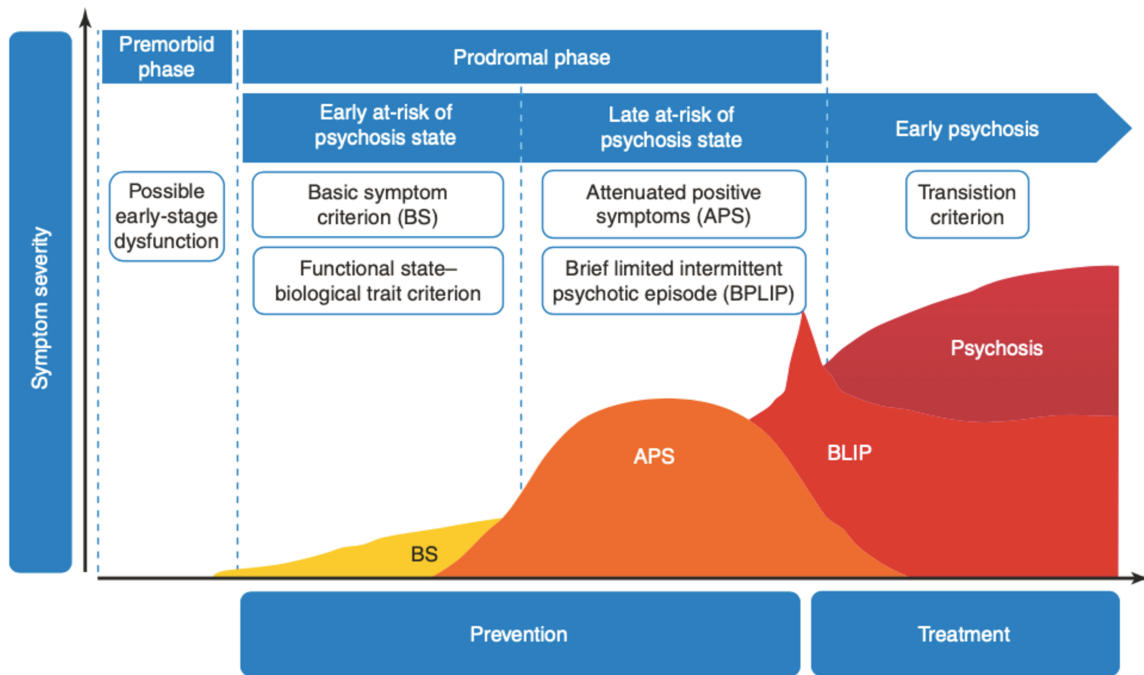 Premorbid
phase
Prodromal phase
Early at-risk of
psychosis state
Late at-risk of
psychosis state
Early psychosis
Possible
early-stage
dysfunction
Basic symptom
criterion (BS)
Attenuated positive
symptoms (APS)
Transistion
criterion
Functional state–
biological trait criterion
Brief limited intermittent
psychotic episode (BPLIP)
Symptom severity
Psychosis
APS
BLIP
BS
Prevention
Treatment